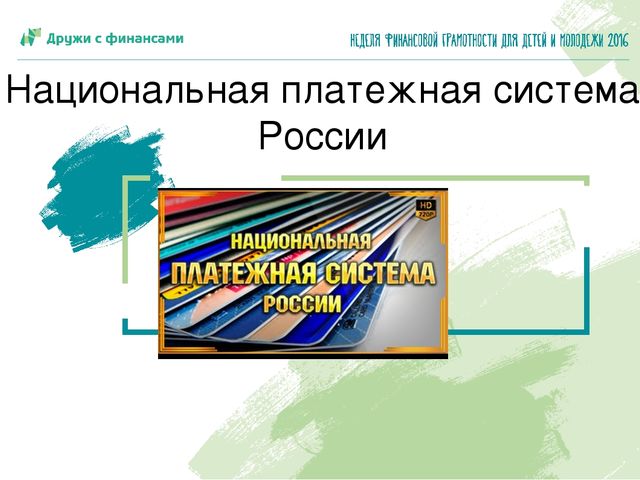 Дружи с финансами
НЕДЕЛЯ ФИНАНСОВОЙ ГРАМОТНОСТИ ДЛЯ ДЕТЕЙ И МОЛОДЕЖИ 2016
Национальная платежная система
России
HD
720P
НАЦИОНАЛЬНАЯ
ПЛАТЕЖНАЯ СИСТЕМА
РОССИИ